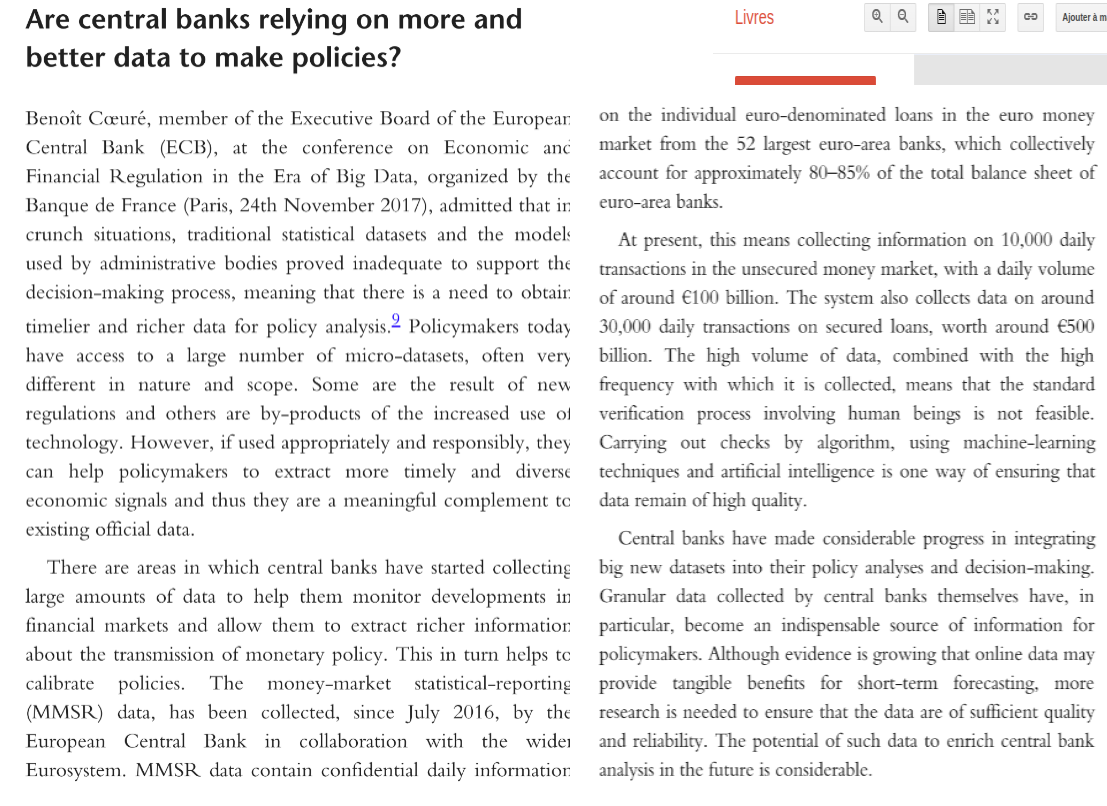 Are central banks relying on more and
better data to make policies?
Livres
Ajouter à m
Benoît Cœuré, member of the Executive Board of the European
Central Bank (ECB), at the conference on Economic and
Financial Regulation in the Era of Big Data, organized by the
Banque de France (Paris, 24th November 2017), admitted that in
crunch situations, traditional statistical datasets and the models
used by administrative bodies proved inadequate to support the
decision-making process, meaning that there is a need to obtain
timelier and richer data for policy analysis.9 Policymakers today
have access to a large number of micro-datasets, often very
different in nature and scope. Some are the result of new
regulations and others are by-products of the increased use of
technology. However, if used appropriately and responsibly, they
can help policymakers to extract more timely and diverse
economic signals and thus they are a meaningful complement to
existing official data.
There are areas in which central banks have started collecting
large amounts of data to help them monitor developments in
financial markets and allow them to extract richer information
about the transmission of monetary policy. This in turn helps to
calibrate policies. The money-market statistical-reporting
(MMSR) data, has been collected, since July 2016, by the
European Central Bank in collaboration with the wider
Eurosystem. MMSR data contain confidential daily information
on the individual euro-denominated loans in the euro money
market from the 52 largest euro-area banks, which collectively
account for approximately 80–85% of the total balance sheet of
euro-area banks.
At present, this means collecting information on 10,000 daily
transactions in the unsecured money market, with a daily volume
of around €100 billion. The system also collects data on around
30,000 daily transactions on secured loans, worth around €500
billion. The high volume of data, combined with the high
frequency with which it is collected, means that the standard
verification process involving human beings is not feasible.
Carrying out checks by algorithm, using machine-learning
techniques and artificial intelligence is one way of ensuring that
data remain of high quality.
Central banks have made considerable progress in integrating
big new datasets into their policy analyses and decision-making.
Granular data collected by central banks themselves have, in
particular, become an indispensable source of information for
policymakers. Although evidence is growing that online data may
provide tangible benefits for short-term forecasting, more
research is needed to ensure that the data are of sufficient quality
and reliability. The potential of such data to enrich central bank
analysis in the future is considerable.